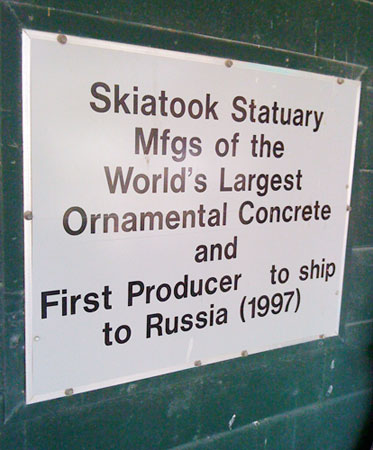 Skiatook Statuary
Mfgs of the
World's Largest
Ornamental Concrete
and
First Producer to ship
to Russia (1997)